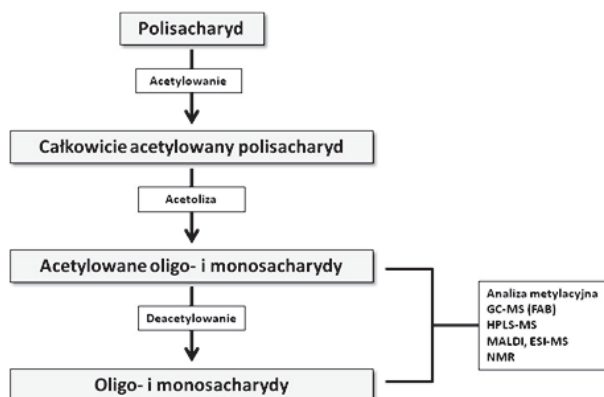 Polisacharyd
Acetylowanie
Całkowicie acetylowany polisacharyd
Acetoliza
Acetylowane oligo- i monosacharydy
Deacetylowanie
Oligo- i monosacharydy
Analiza metylacyjna
GC-MS (FAB)
HPLS-MS
MALDI, ESI-MS
NMR